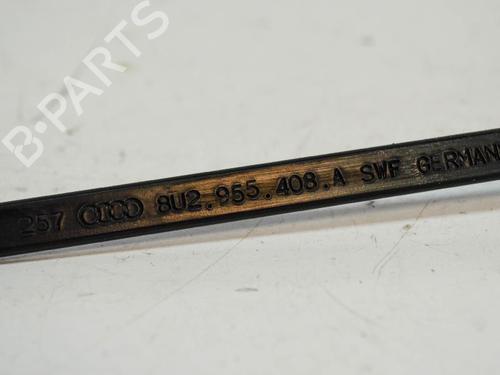 B-PARTS
257 8U2.955.408.A SWF GERMAN